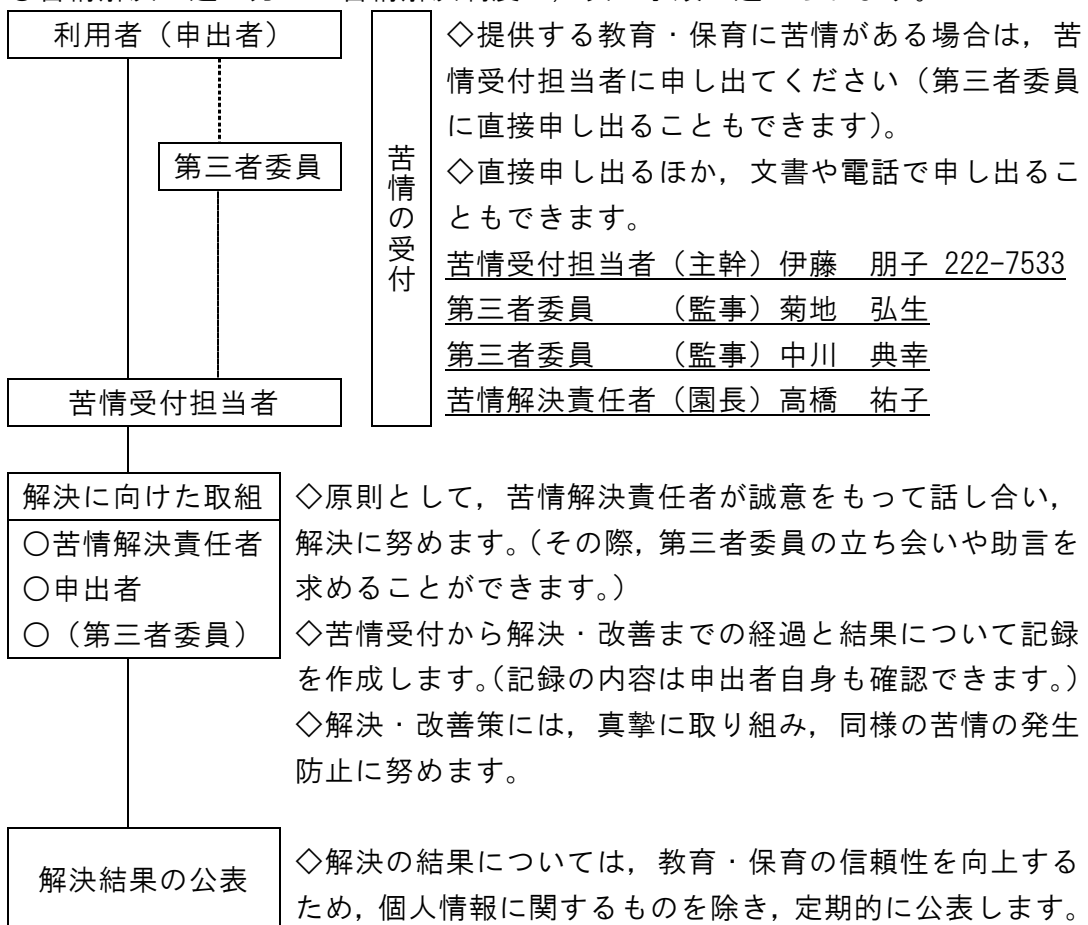 利用者（申出者）
第三者委員
苦情受付担当者
苦情の受付
◇提供する教育・保育に苦情がある場合は，苦
情受付担当者に申し出てください（第三者委員
に直接申し出ることもできます）。
◇直接申し出るほか，文書や電話で申し出るこ
ともできます。
苦情受付担当者（主幹）伊藤　朋子 222-7533
第三者委員　　（監事）菊地　弘生
第三者委員　　（監事）中川　典幸
苦情解決責任者（園長）高橋　祐子
解決に向けた取組
○苦情解決責任者
○申出者
○（第三者委員）
◇原則として，苦情解決責任者が誠意をもって話し合い，
解決に努めます。（その際，第三者委員の立ち会いや助言を
求めることができます。）
◇苦情受付から解決・改善までの経過と結果について記録
を作成します。（記録の内容は申出者自身も確認できます。）
◇解決・改善策には，真摯に取り組み，同様の苦情の発生
防止に努めます。
解決結果の公表
◇解決の結果については，教育・保育の信頼性を向上する
ため，個人情報に関するものを除き，定期的に公表します。